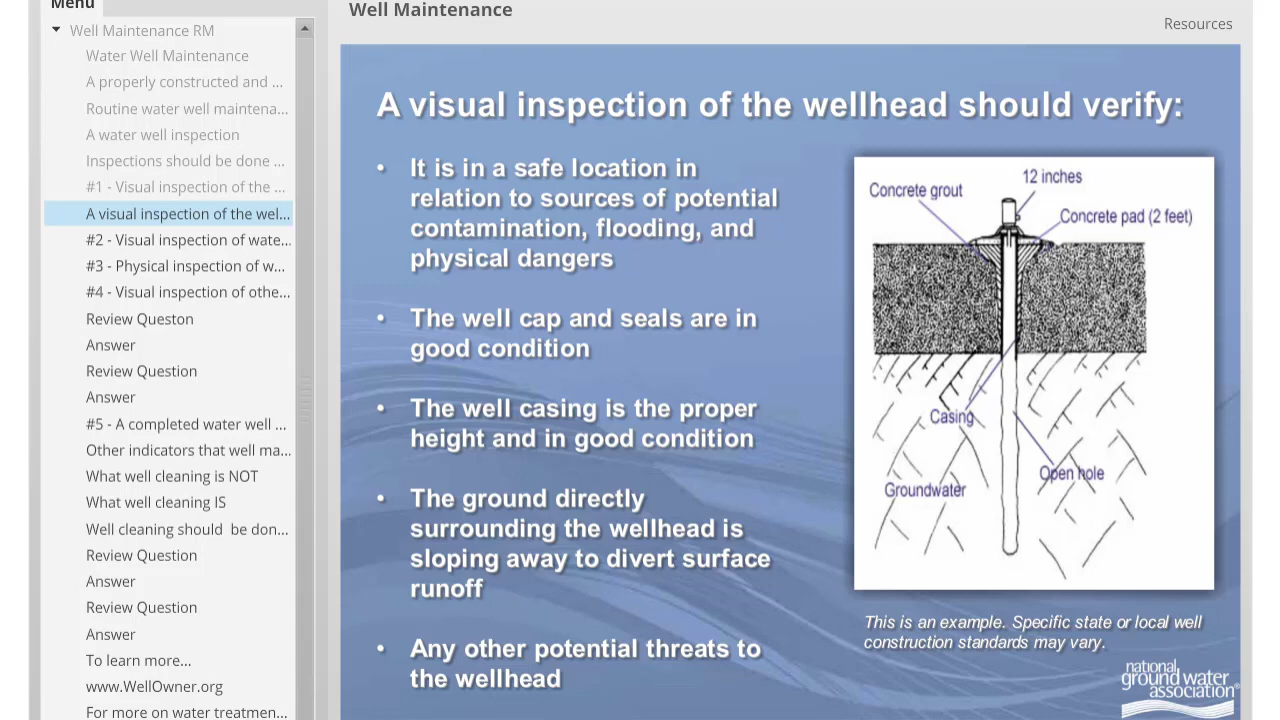 Menu
Well Maintenance
Resources
Well Maintenance RM
Water Well Maintenance
A properly constructed and ...
Routine water well maintena...
A water well inspection
Inspections should be done ...
#1 - Visual inspection of the ...
A visual inspection of the wel...
#2 - Visual inspection of wate...
#3 - Physical inspection of w...
#4 - Visual inspection of othe...
Review Queston
Answer
Review Question
Answer
#5 - A completed water well ...
Other indicators that well ma...
What well cleaning is NOT
What well cleaning IS
Well cleaning should be don...
Review Question
Answer
Review Question
Answer
To learn more...
www.WellOwner.org
For more on water treatmen...
A visual inspection of the wellhead should verify:
• It is in a safe location in
relation to sources of potential
contamination, flooding, and
physical dangers
• The well cap and seals are in
good condition
• The well casing is the proper
height and in good condition
• The ground directly
surrounding the wellhead is
sloping away to divert surface
runoff
• Any other potential threats to
the wellhead
12 inches
Concrete grout
Concrete pad (2 feet)
Casing
Open hole
Groundwater
This is an example. Specific state or local well
construction standards may vary.
national
ground water
association®